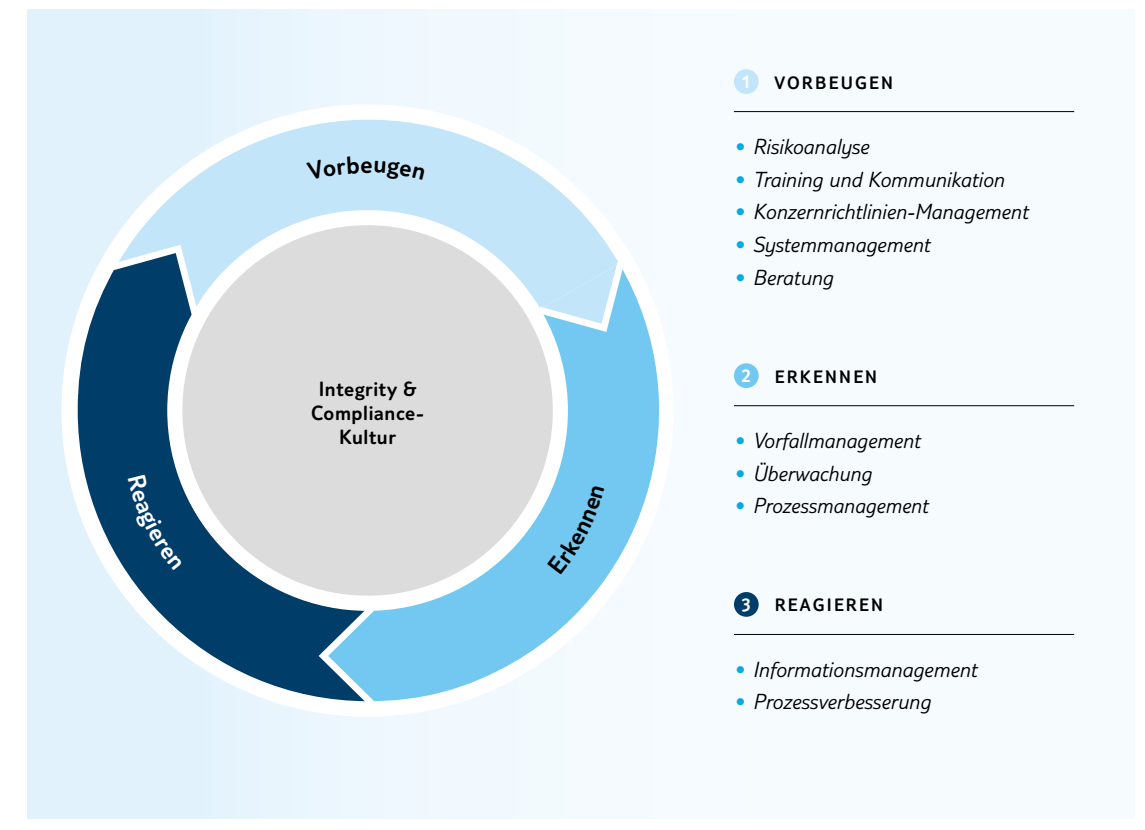 Vorbeugen
Integrity &
Compliance-
Kultur
Reagieren
Erkennen
1 VORBEUGEN
• Risikoanalyse
• Training und Kommunikation
• Konzernrichtlinien-Management
• Systemmanagement
• Beratung
2 ERKENNEN
• Vorfallmanagement
• Überwachung
• Prozessmanagement
3 REAGIEREN
• Informationsmanagement
• Prozessverbesserung